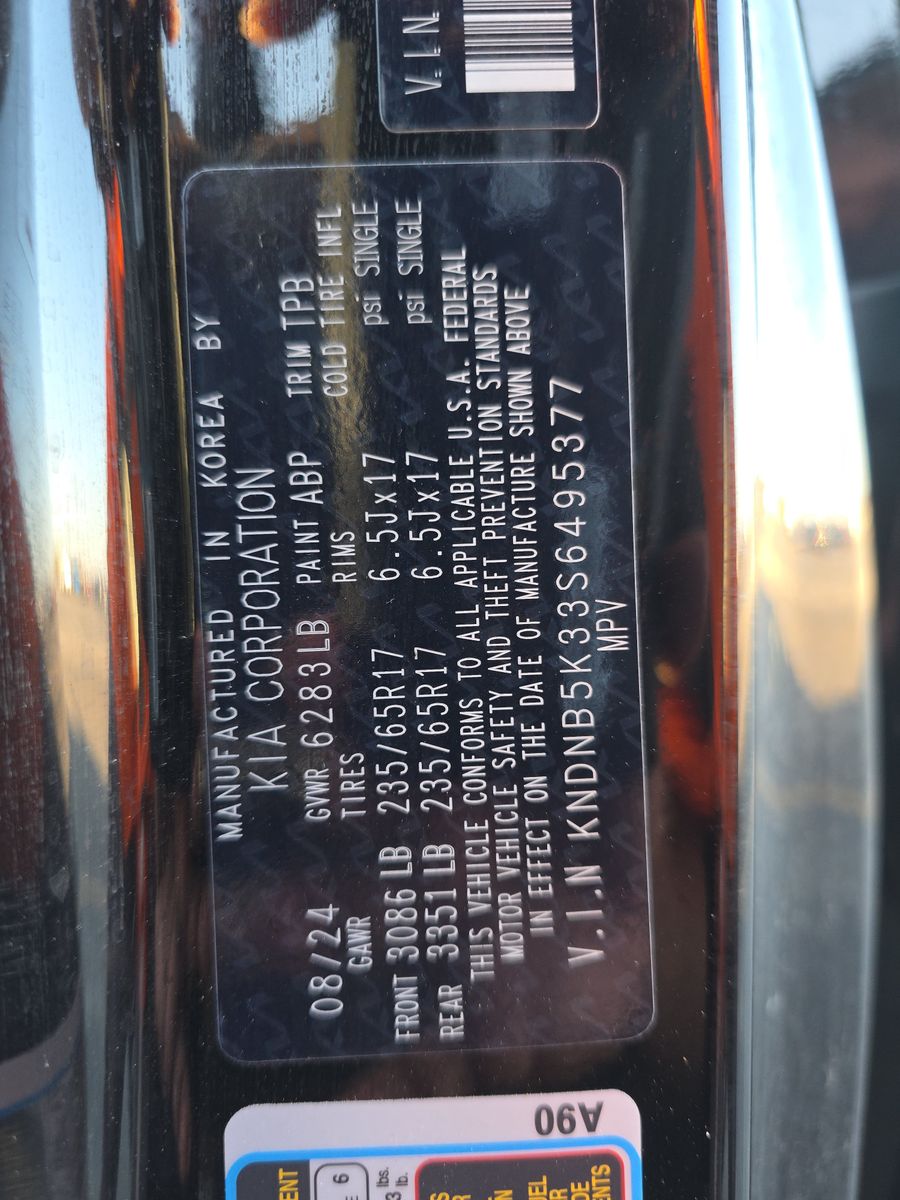 V.I.N
MANUFACTURED IN KOREA BY
KIA CORPORATION
08/24 GVWR 6283LB PAINT ABP TRIM TPB
GAWR TIRES RIMS COLD TIRE INFL
FRONT 3086 LB 235/65R17 6.5Jx17 psi SINGLE
REAR 3351 LB 235/65R17 6.5Jx17 psi SINGLE
THIS VEHICLE CONFORMS TO ALL APPLICABLE U.S.A. FEDERAL
MOTOR VEHICLE SAFETY AND THEFT PREVENTION STANDARDS
IN EFFECT ON THE DATE OF MANUFACTURE SHOWN ABOVE
V.I.N KNDNB5K33S6495377
MPV
A90
6
lbs.
lb.